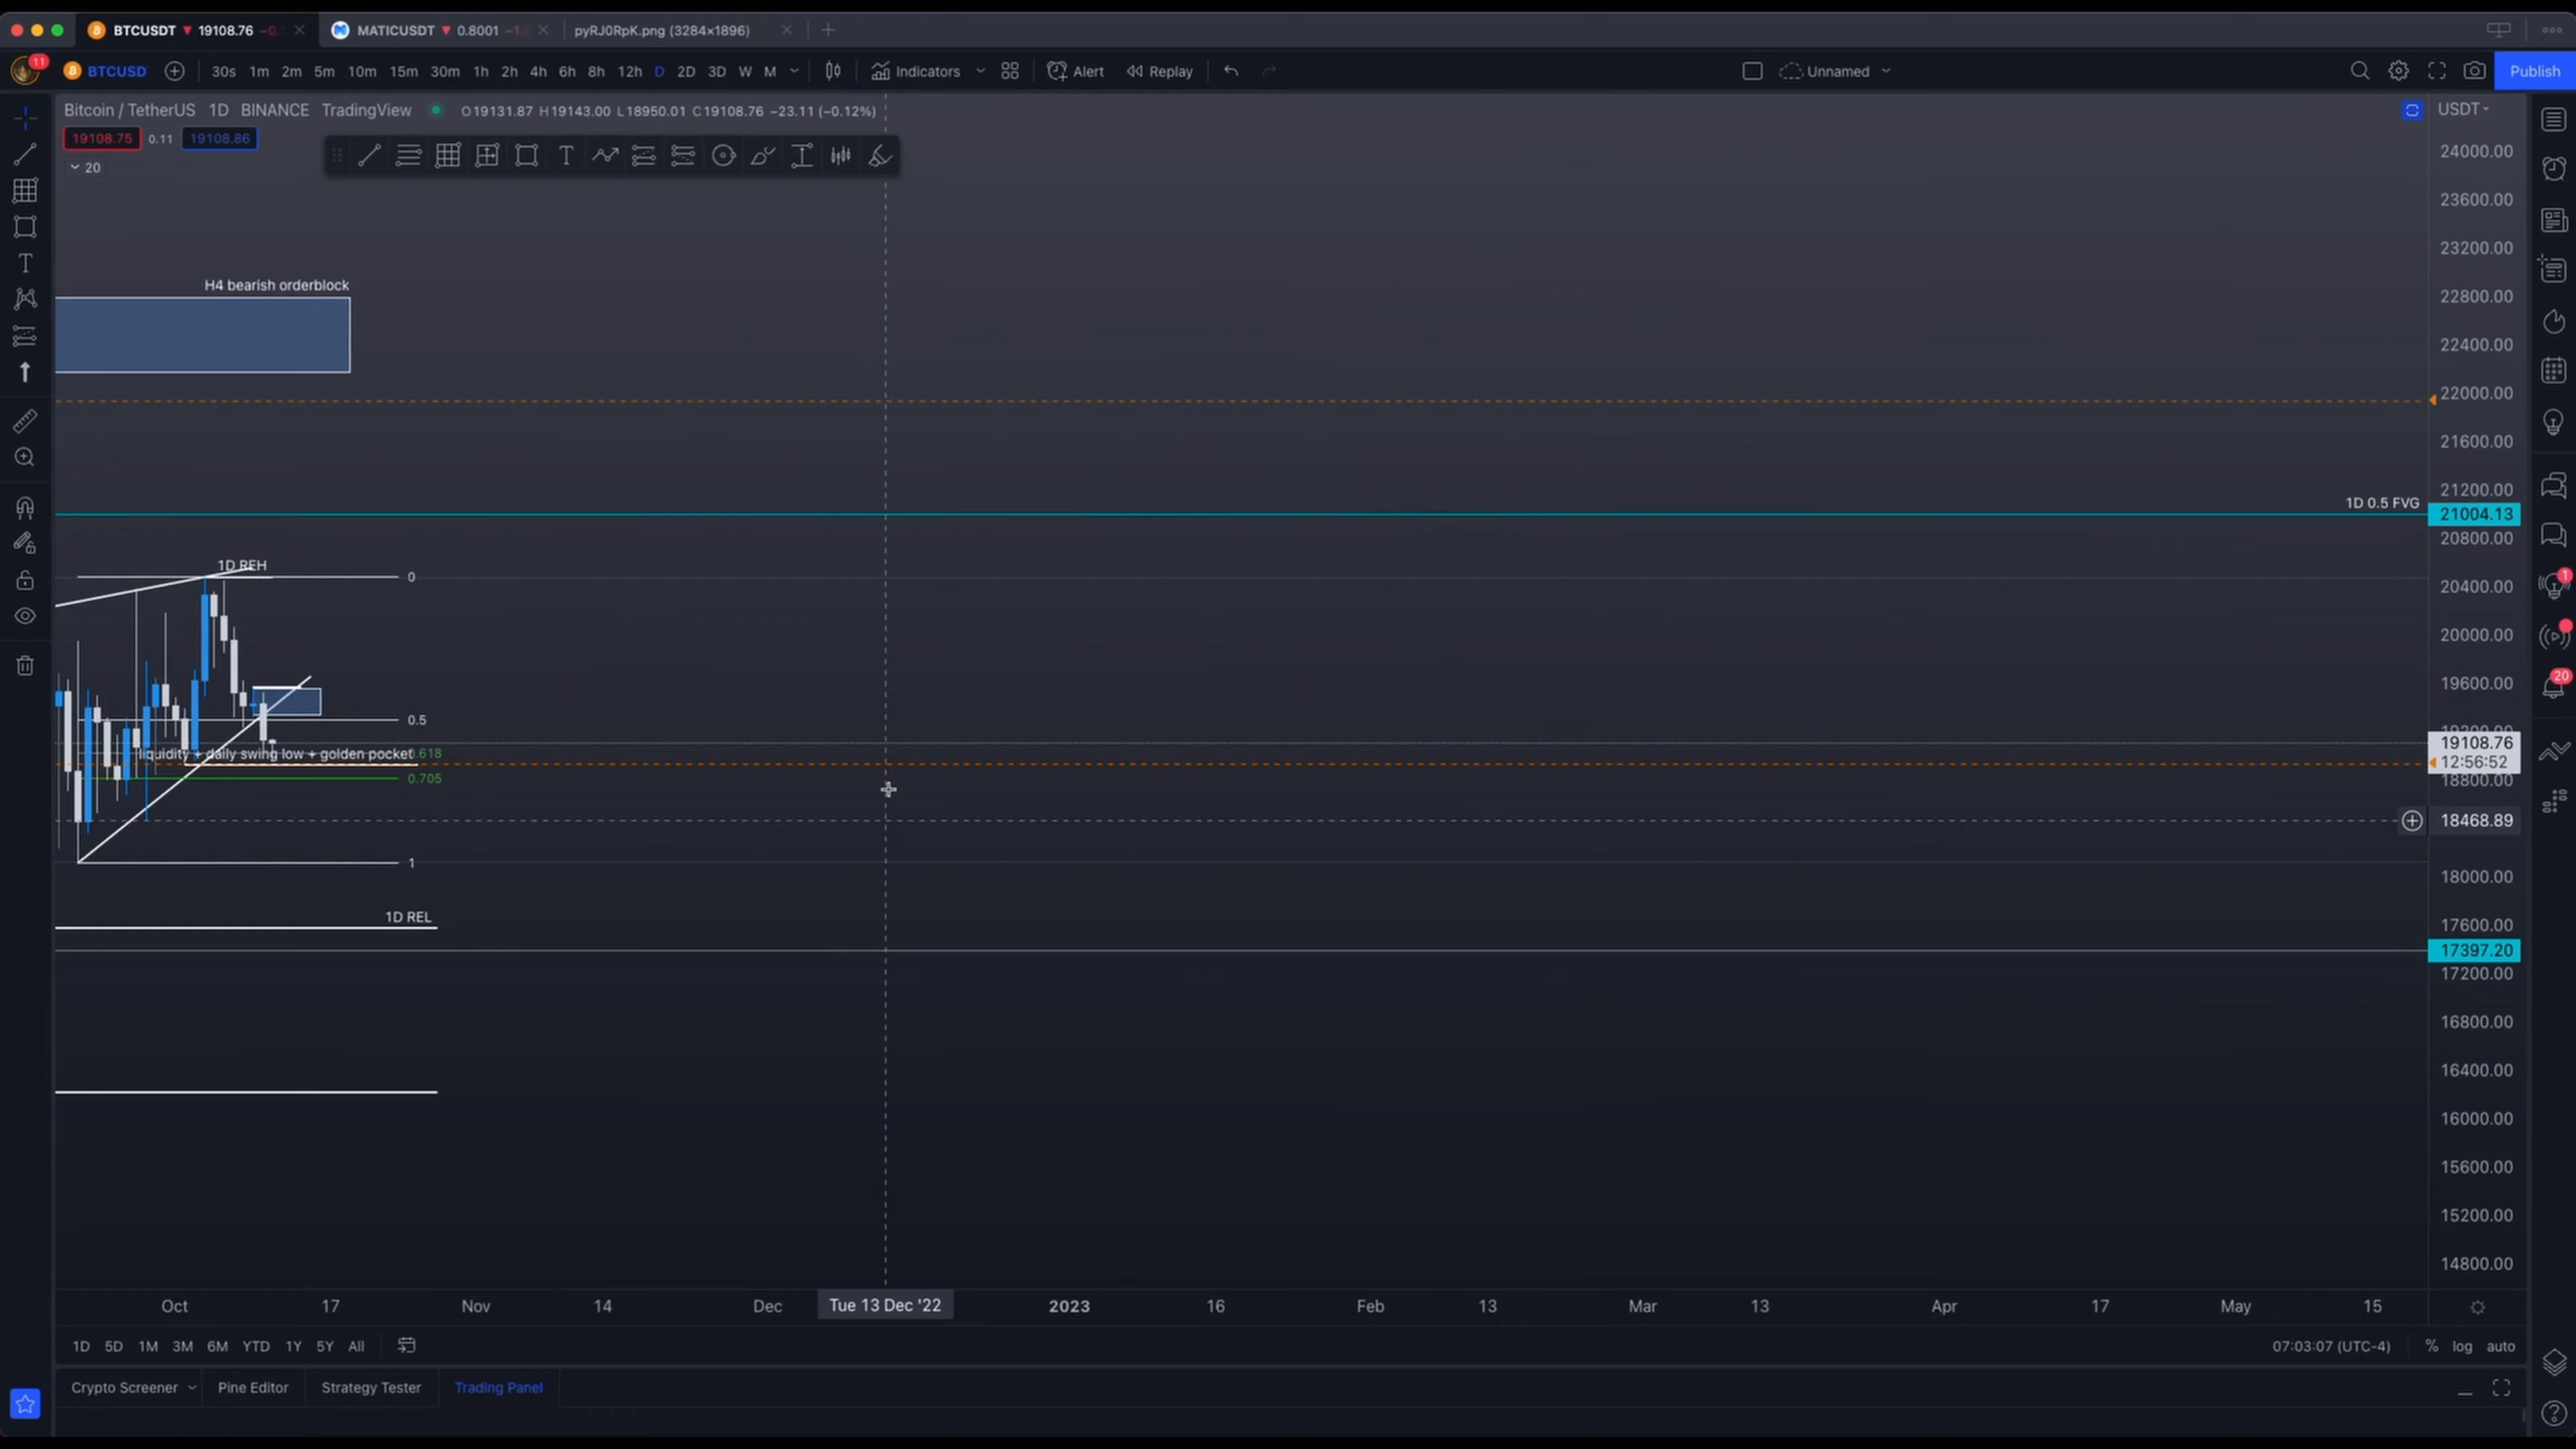 BTCUSDT ▼ 19108.76 −0. MATICUSDT ▼ 0.8001 −1. pyRJ0RpK.png (3284×1896)
11 BTCUSD 30s 1m 2m 5m 10m 15m 30m 1h 2h 4h 6h 8h 12h D 2D 3D W M Indicators Alert Replay Unnamed Publish
Bitcoin / TetherUS 1D BINANCE TradingView O19131.87 H19143.00 L18950.01 C19108.76 −23.11 (−0.12%) USDT
19108.75 0.11 19108.86
20
24000.00
23600.00
23200.00
H4 bearish orderblock
22800.00
22400.00
22000.00
21600.00
21200.00
1D 0.5 FVG
21004.13
20800.00
1D REH
0
20400.00
1
20000.00
20
19600.00
0.5
19108.76
liquidity + daily swing low + golden pocket 0.618
12:56:52
0.705
18800.00
18468.89
1
18000.00
1D REL
17600.00
17397.20
17200.00
16800.00
16400.00
16000.00
15600.00
15200.00
14800.00
Oct 17 Nov 14 Dec Tue 13 Dec '22 2023 16 Feb 13 Mar 13 Apr 17 May 15
1D 5D 1M 3M 6M YTD 1Y 5Y All 07:03:07 (UTC-4) % log auto
Crypto Screener Pine Editor Strategy Tester Trading Panel